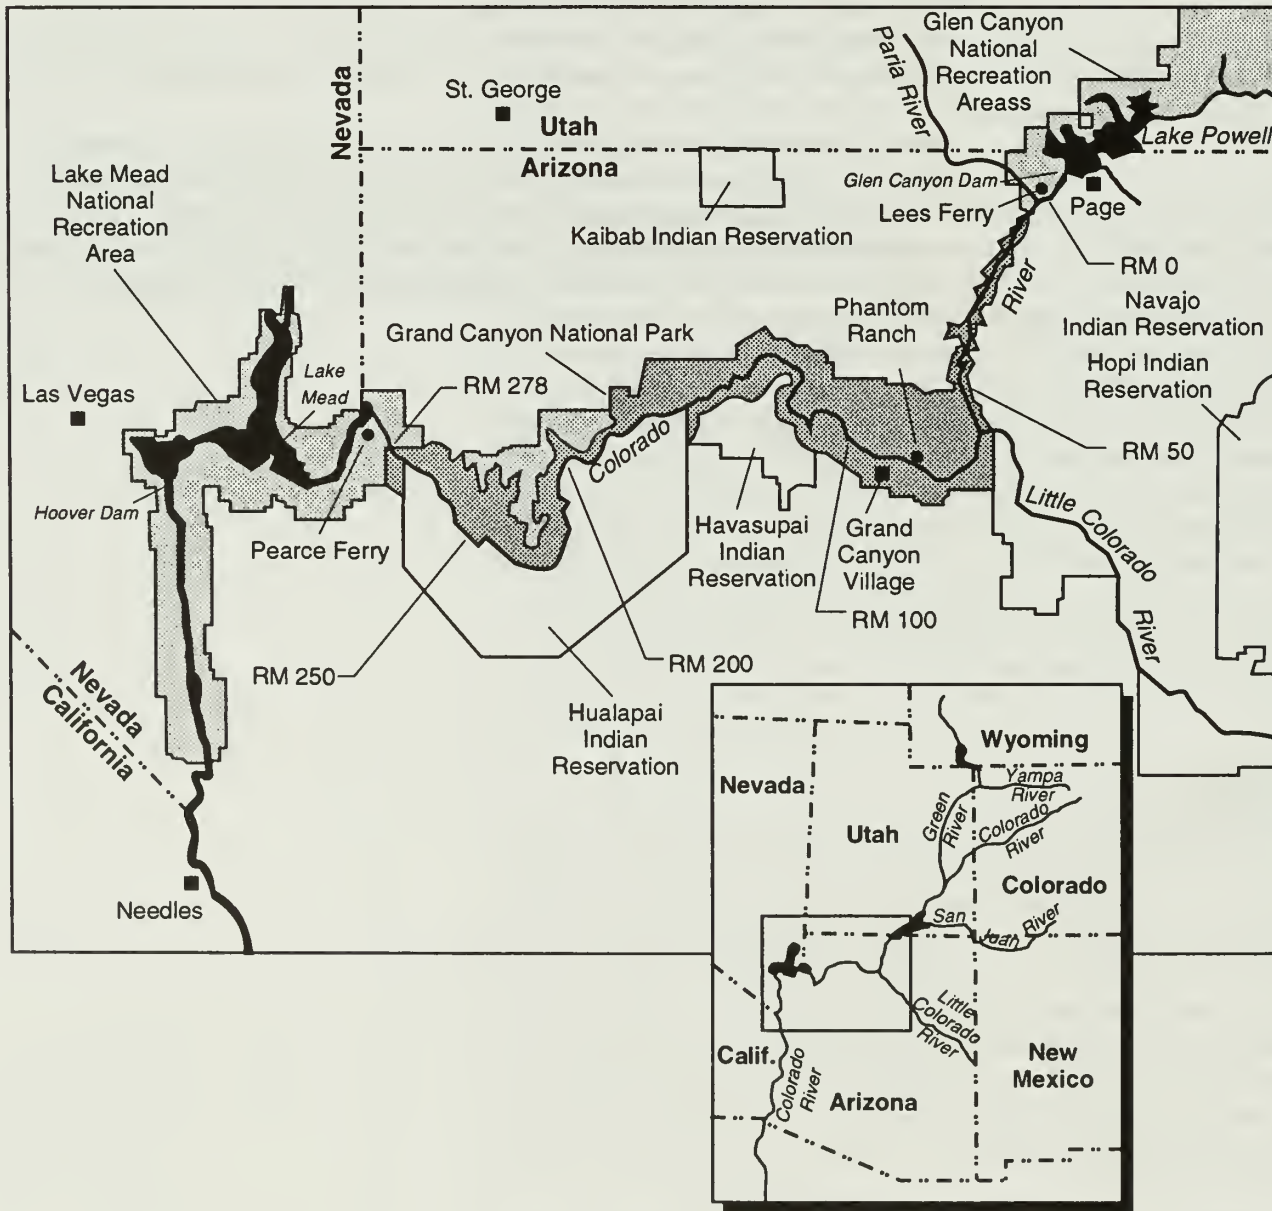 Glen Canyon
National
Recreation
Areass
Paria River
Nevada
St. George
Utah
Arizona
Lake Powell
Lake Mead
National
Recreation
Area
Glen Canyon Dam
Lees Ferry
Page
Kaibab Indian Reservation
RM 0
River
Navajo
Indian Reservation
Phantom
Ranch
Grand Canyon National Park
Hopi Indian
Reservation
Lake
Mead
RM 278
Las Vegas
Colorado
RM 50
Hoover Dam
Pearce Ferry
Havasupai
Indian
Reservation
Grand
Canyon
Village
Little Colorado
River
RM 100
RM 250
RM 200
Nevada
California
Hualapai
Indian
Reservation
Needles
Wyoming
Nevada
Yampa
River
Green
River
Colorado
River
Utah
Colorado
San
Juan
River
Little
Colorado
River
Calif.
Colorado
River
New
Mexico
Arizona